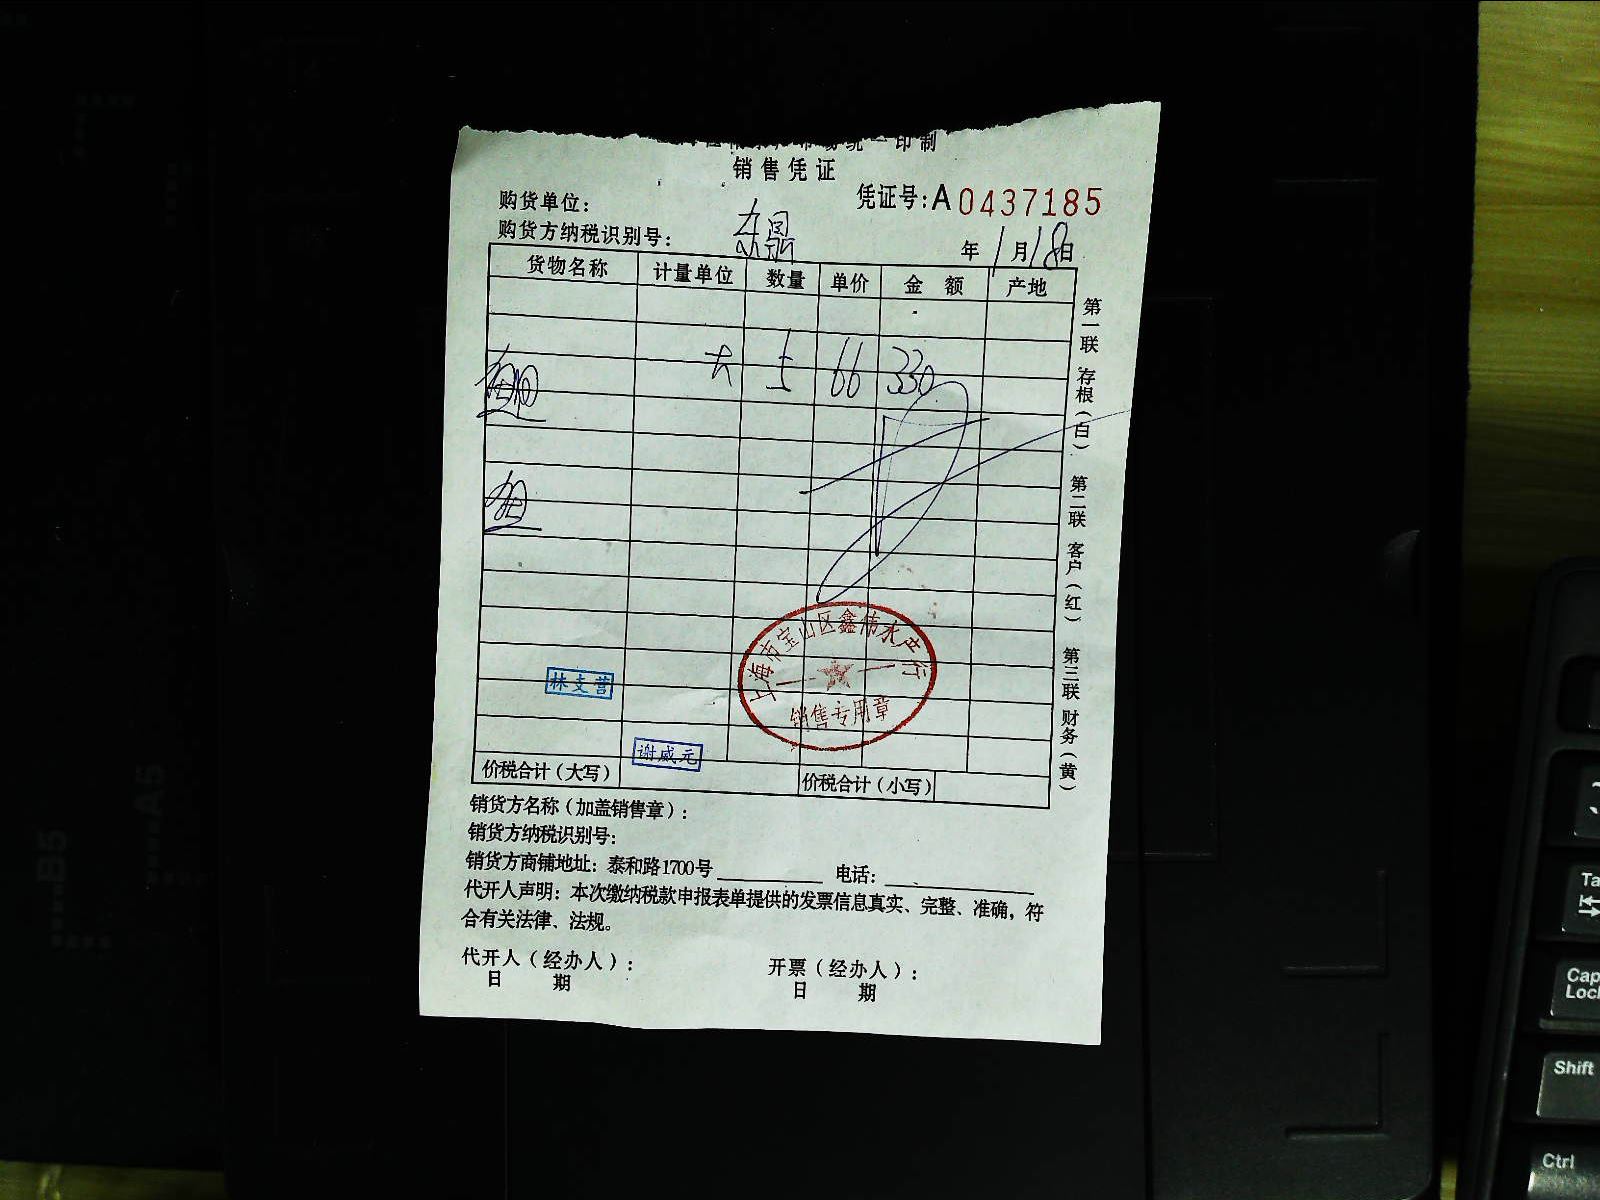 统一印制
销售凭证
购货单位：
凭证号：A0437185
购货方纳税识别号：
年1月18日
货物名称 计量单位 数量 单价 金额 产地
66 330
第一联 存根（白） 第二联 客户（红） 第三联 财务（黄）
上海市宝山区鑫伟水产行
销售专用章
林支营
谢威元
价税合计（大写） 价税合计（小写）
销货方名称（加盖销售章）：
销货方纳税识别号：
销货方商铺地址：泰和路1700号 电话：
代开人声明：本次缴纳税款申报表单提供的发票信息真实、完整、准确，符
合有关法律、法规。
代开人（经办人）： 开票（经办人）：
日 期 日 期
B5
A5
Cap
Lock
Shift
Ctrl